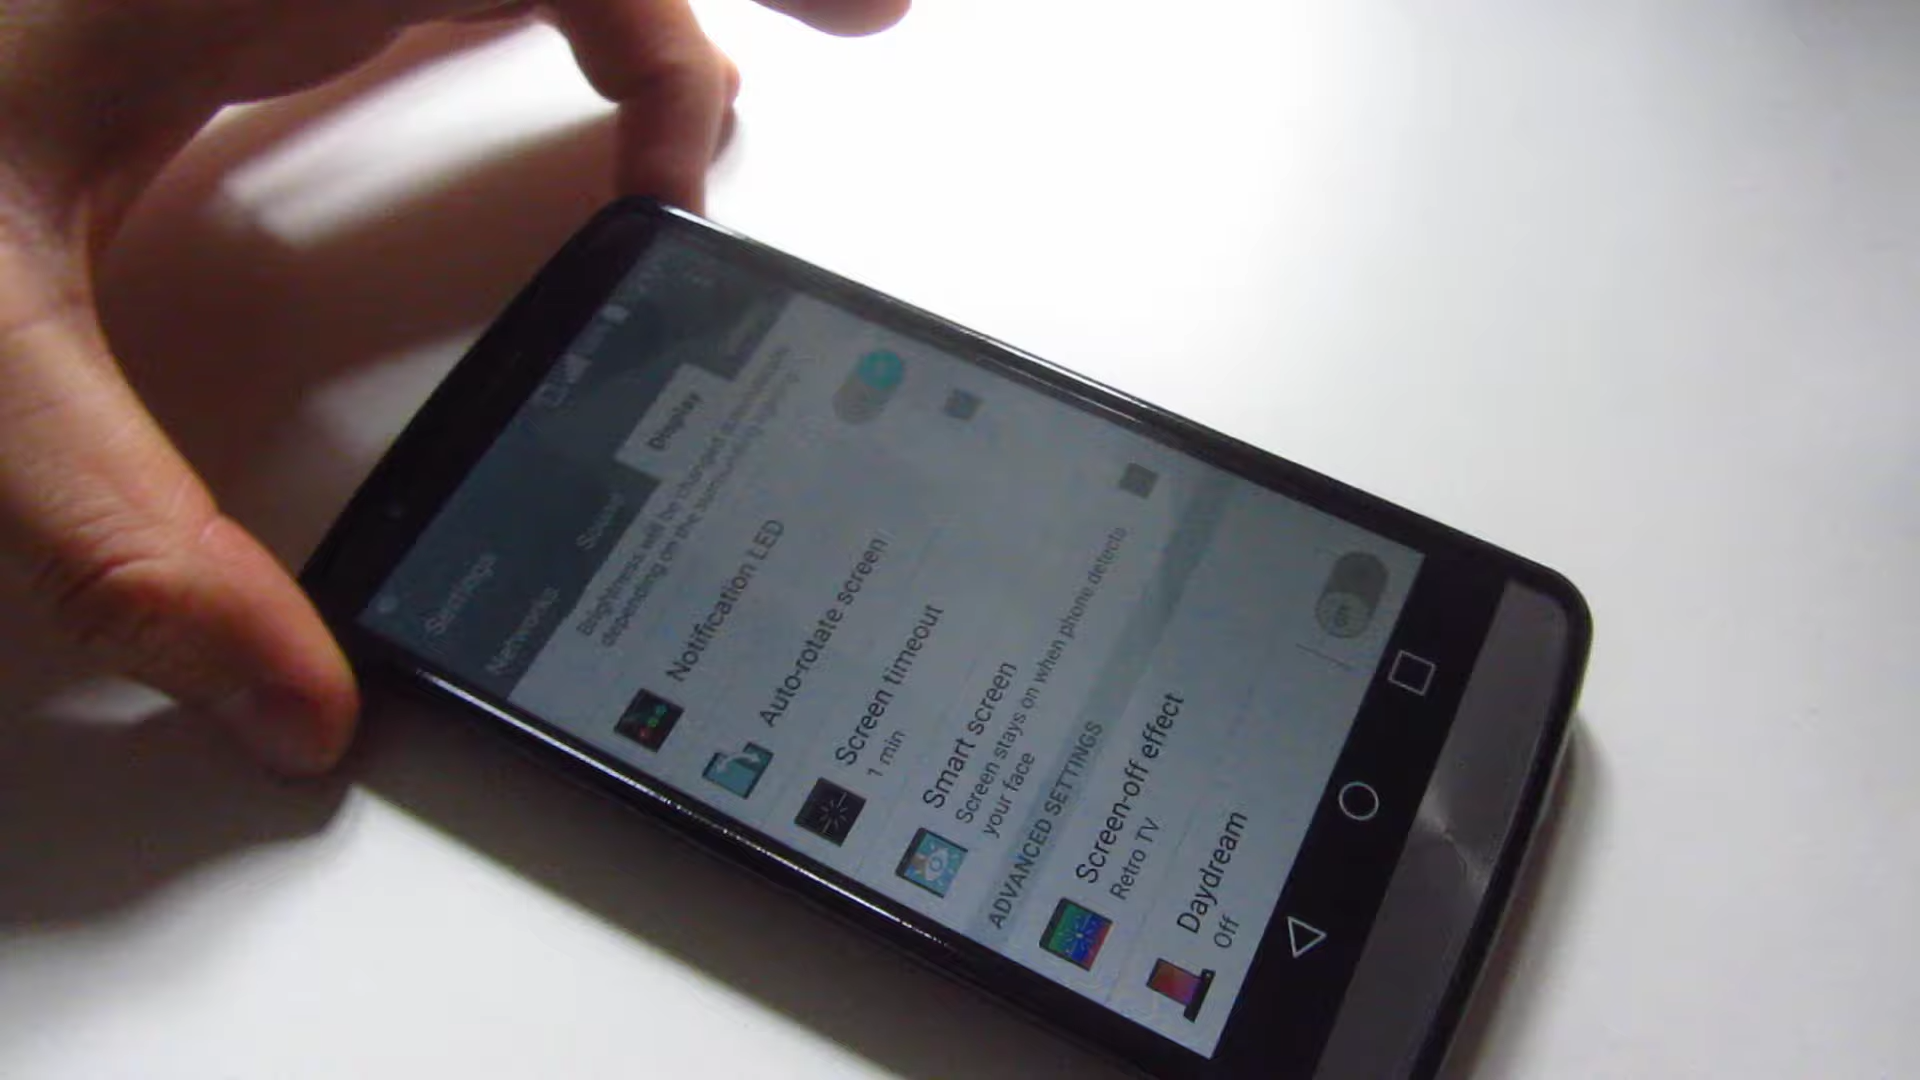 Settings
Networks
Sound
Display
Brightness will be changed automatically
depending on the surrounding lighting
Notification LED
Auto-rotate screen
Screen timeout
1 min
Smart screen
Screen stays on when phone detects
your face
ADVANCED SETTINGS
Screen-off effect
Retro TV
Daydream
Off
OFF